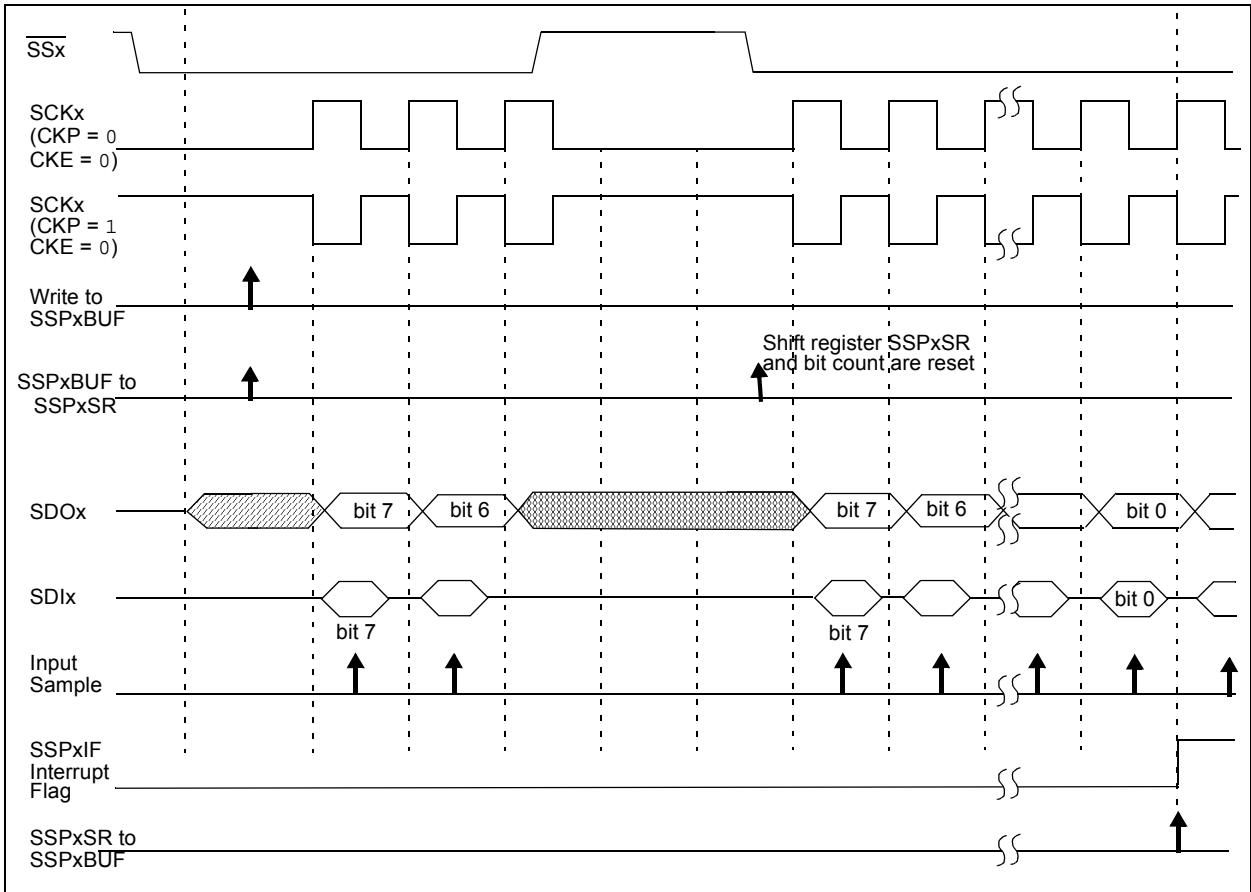 SSx
SCKx
(CKP = 0
CKE = 0)
SCKx
(CKP = 1
CKE = 0)
Write to
SSPxBUF
Shift register SSPxSR
and bit count are reset
SSPxBUF to
SSPxSR
SDOx
bit 7
bit 6
bit 7
bit 6
bit 0
SDIx
bit 0
bit 7
bit 7
Input
Sample
SSPxIF
Interrupt
Flag
SSPxSR to
SSPxBUF